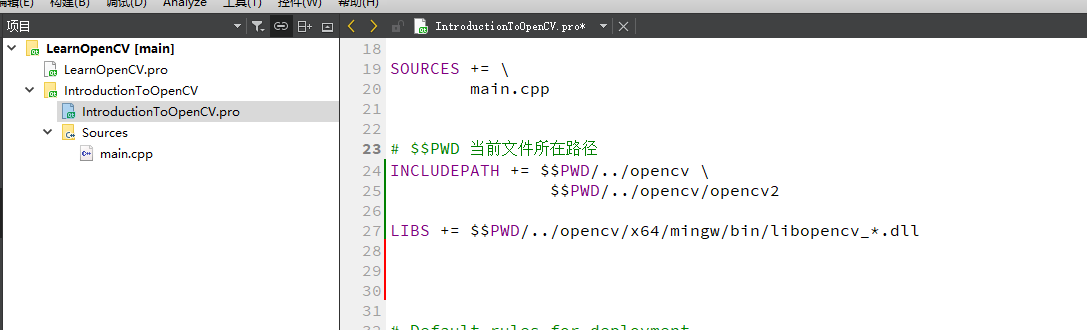 编辑(E) 构建(B) 调试(D) Analyze 工具(T) 控件(W) 帮助(H)
项目
IntroductionToOpenCV.pro*
LearnOpenCV [main]
LearnOpenCV.pro
IntroductionToOpenCV
IntroductionToOpenCV.pro
Sources
main.cpp
18
19 SOURCES += \
20 main.cpp
21
22
23 # $$PWD 当前文件所在路径
24 INCLUDEPATH += $$PWD/../opencv \
25 $$PWD/../opencv/opencv2
26
27 LIBS += $$PWD/../opencv/x64/mingw/bin/libopencv_*.dll
28
29
30
31
32 # Default rules for deployment